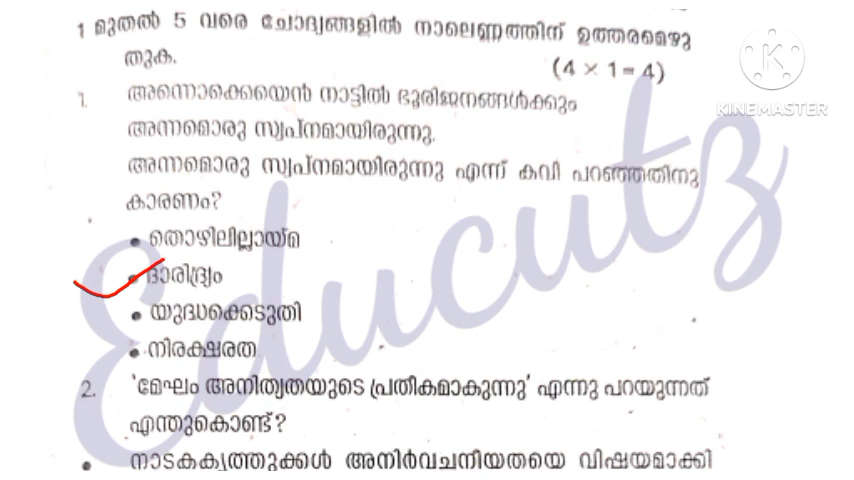 1 മുതൽ 5 വരെ ചോദ്യങ്ങളിൽ നാലെണ്ണത്തിന് ഉത്തരമെഴു
തുക. (4 × 1 = 4)
1. അന്നൊക്കെയെൻ നാട്ടിൽ ഭൂരിജനങ്ങൾക്കും
അന്നമൊരു സ്വപ്നമായിരുന്നു.
അന്നമൊരു സ്വപ്നമായിരുന്നു എന്ന് കവി പറഞ്ഞതിനു
കാരണം?
• തൊഴിലില്ലായ്മ
• ദാരിദ്ര്യം
• യുദ്ധക്കെടുതി
• നിരക്ഷരത
2. 'മേഘം അനിത്യതയുടെ പ്രതീകമാകുന്നു' എന്നു പറയുന്നത്
എന്തുകൊണ്ട്?
• നാടകകൃത്തുക്കൾ അനിർവചനീയതയെ വിഷയമാക്കി
K
KINEMASTER
Educutz